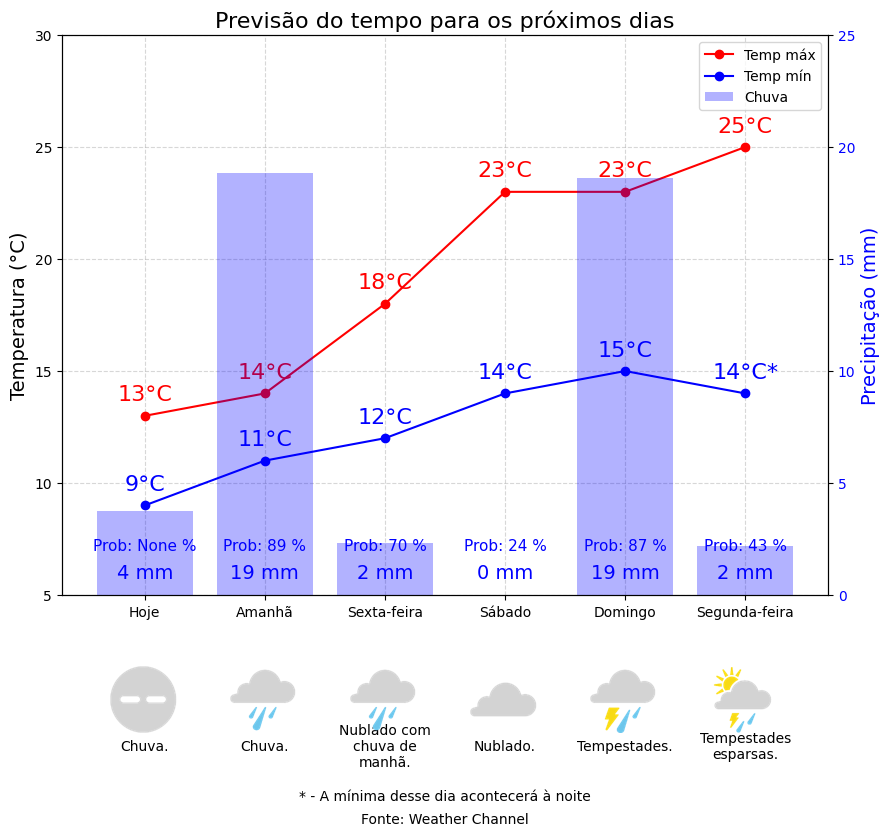 Previsão do tempo para os próximos dias
30
25
20
15
10
5
Temperatura (°C)
25
20
15
10
5
0
Precipitação (mm)
Temp máx
Temp mín
Chuva
13°C
14°C
18°C
23°C
23°C
25°C
9°C
11°C
12°C
14°C
15°C
14°C*
Prob: None %
Prob: 89 %
Prob: 70 %
Prob: 24 %
Prob: 87 %
Prob: 43 %
4 mm
19 mm
2 mm
0 mm
19 mm
2 mm
Hoje
Amanhã
Sexta-feira
Sábado
Domingo
Segunda-feira
Chuva.
Chuva.
Nublado com
chuva de
manhã.
Nublado.
Tempestades.
Tempestades
esparsas.
* - A mínima desse dia acontecerá à noite
Fonte: Weather Channel